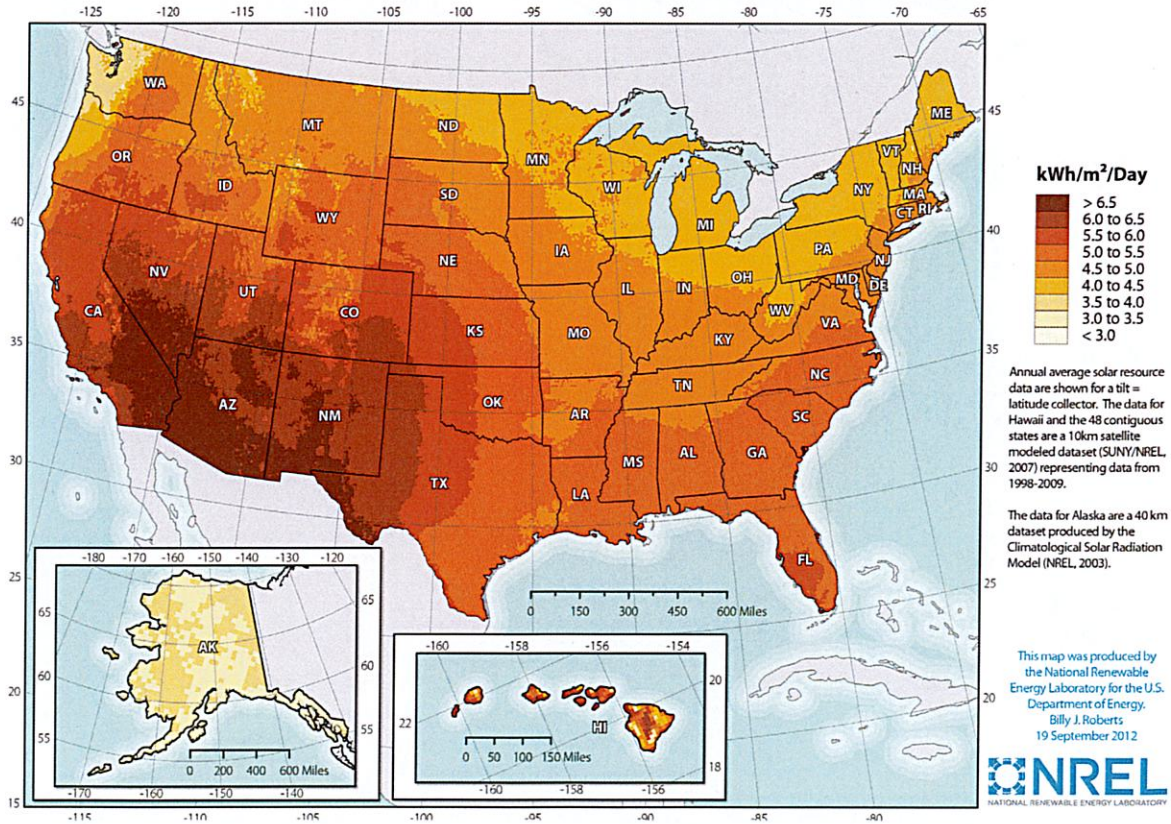 -125 -120 -115 -110 -105 -100 -95 -90 -85 -80 -75 -70 -65
45
40
35
30
25
20
15
45
40
35
30
25
20
-115 -110 -105 -100 -95 -90 -85 -80 -75
WA
OR
CA
NV
ID
MT
WY
UT
CO
AZ
NM
ND
SD
NE
KS
OK
TX
MN
IA
MO
AR
LA
WI
IL
MI
IN
OH
KY
TN
MS
AL
GA
FL
SC
NC
VA
WV
PA
NY
VT
NH
ME
MA
CT
RI
NJ
DE
MD
0 150 300 450 600 Miles
-180 -170 -160 -150 -140 -130 -120
65
60
55
65
60
55
AK
0 200 400 600 Miles
-170 -160 -150 -140
-160 -158 -156 -154
22
20
18
HI
0 50 100 150 Miles
-160 -158 -156
kWh/m²/Day
> 6.5
6.0 to 6.5
5.5 to 6.0
5.0 to 5.5
4.5 to 5.0
4.0 to 4.5
3.5 to 4.0
3.0 to 3.5
< 3.0
Annual average solar resource
data are shown for a tilt =
latitude collector. The data for
Hawaii and the 48 contiguous
states are a 10km satellite
modeled dataset (SUNY/NREL,
2007) representing data from
1998-2009.
The data for Alaska are a 40 km
dataset produced by the
Climatological Solar Radiation
Model (NREL, 2003).
This map was produced by
the National Renewable
Energy Laboratory for the U.S.
Department of Energy.
Billy J. Roberts
19 September 2012
NREL
NATIONAL RENEWABLE ENERGY LABORATORY